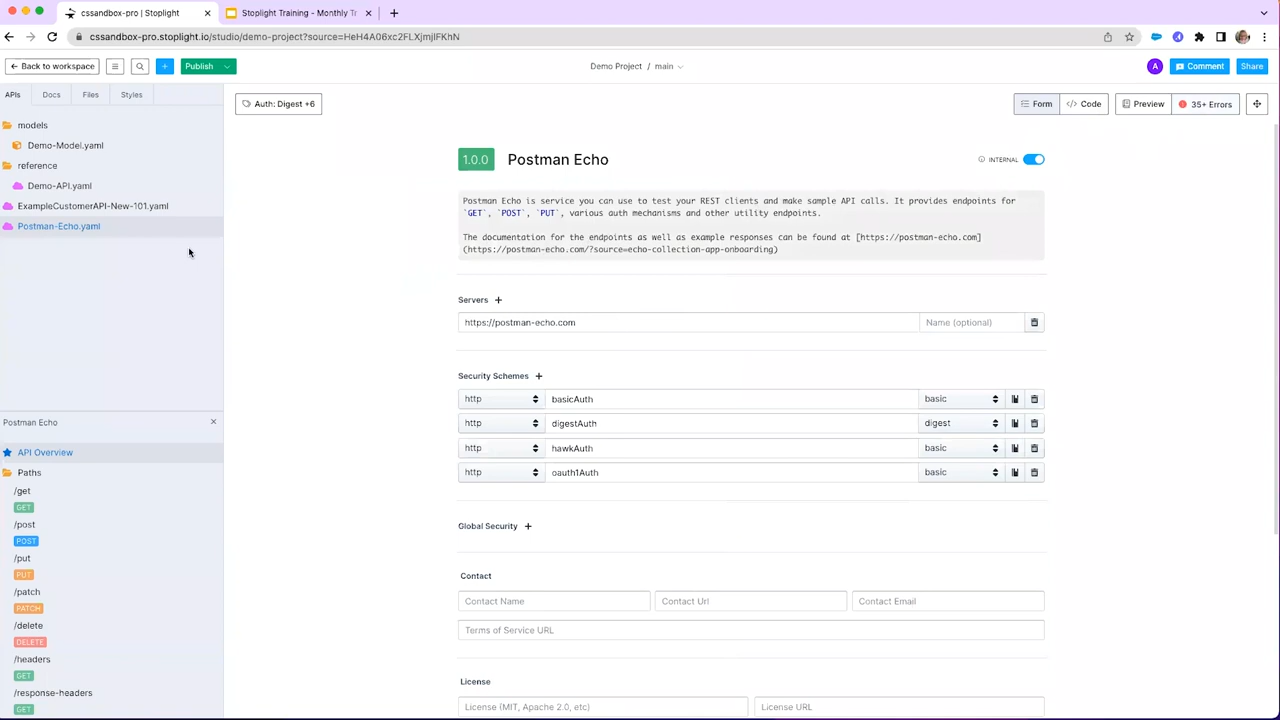 cssandbox-pro | Stoplight
Stoplight Training - Monthly Tr
cssandbox-pro.stoplight.io/studio/demo-project?source=HeH4A06xc2FLXjmjlFKhN
Back to workspace
Publish
Demo Project / main
A
Comment
Share
APIs
Docs
Files
Styles
Auth: Digest +6
Form
Code
Preview
35+ Errors
models
Demo-Model.yaml
reference
Demo-API.yaml
ExampleCustomerAPI-New-101.yaml
Postman-Echo.yaml
1.0.0
Postman Echo
INTERNAL
Postman Echo is service you can use to test your REST clients and make sample API calls. It provides endpoints for
`GET`, `POST`, `PUT`, various auth mechanisms and other utility endpoints.
The documentation for the endpoints as well as example responses can be found at [https://postman-echo.com]
(https://postman-echo.com/?source=echo-collection-app-onboarding)
Servers
https://postman-echo.com
Name (optional)
Security Schemes
http basicAuth basic
http digestAuth digest
http hawkAuth basic
http oauth1Auth basic
Global Security
Contact
Contact Name
Contact Url
Contact Email
Terms of Service URL
License
License (MIT, Apache 2.0, etc)
License URL
Postman Echo
API Overview
Paths
/get
GET
/post
POST
/put
PUT
/patch
PATCH
/delete
DELETE
/headers
GET
/response-headers
GET